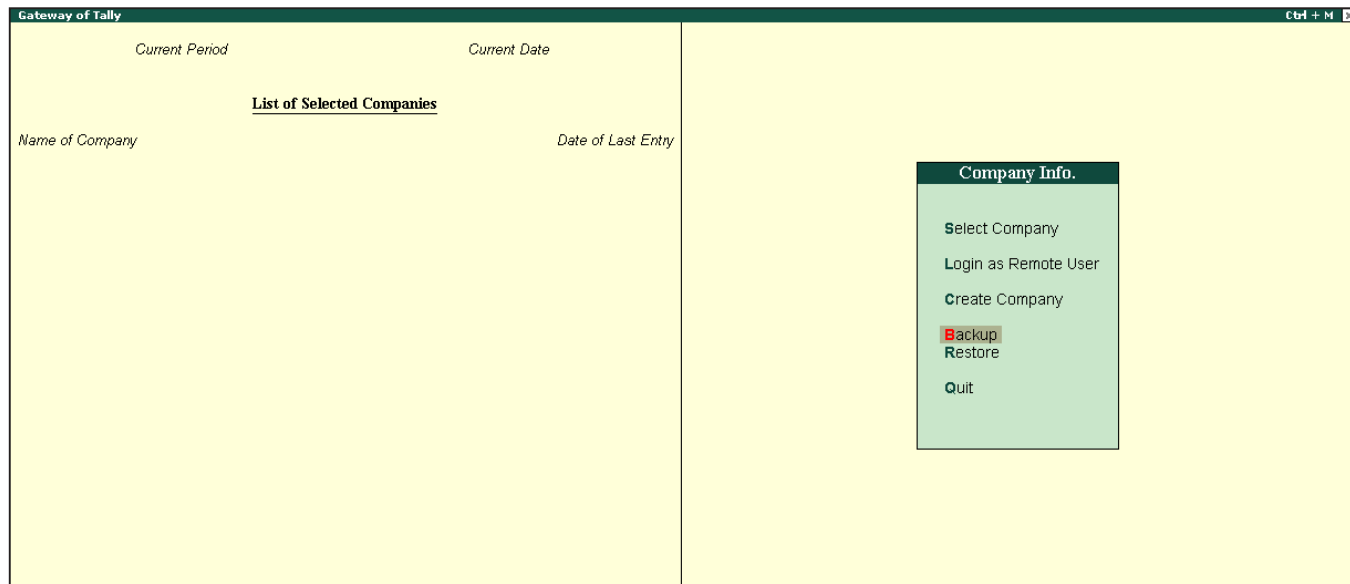 Gateway of Tally Ctrl + M x
Current Period Current Date
List of Selected Companies
Name of Company Date of Last Entry
Company Info.
Select Company
Login as Remote User
Create Company
Backup
Restore
Quit